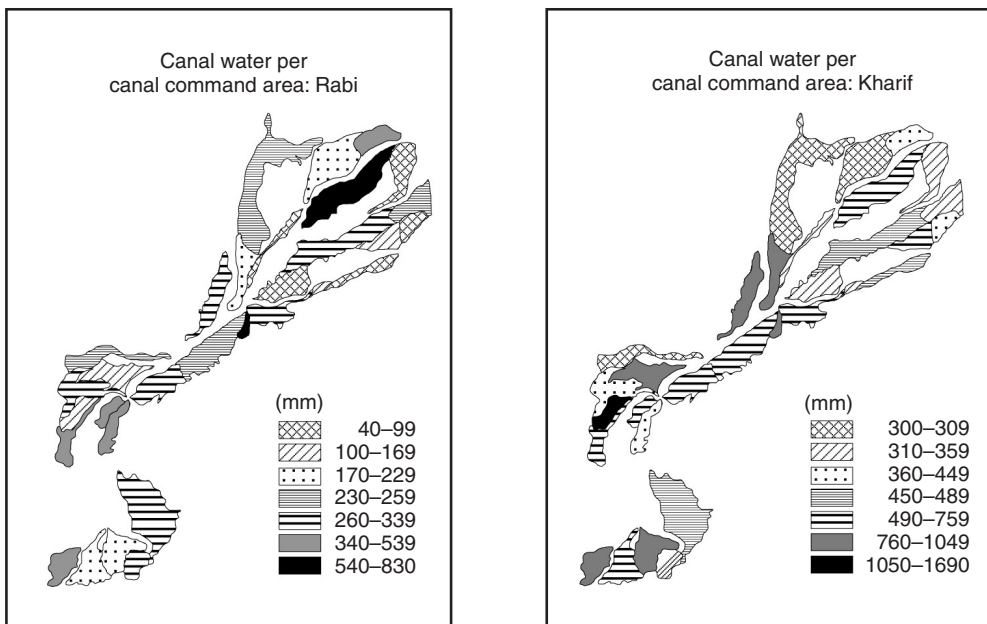 Canal water per
canal command area: Rabi
(mm)
40–99
100–169
170–229
230–259
260–339
340–539
540–830
Canal water per
canal command area: Kharif
(mm)
300–309
310–359
360–449
450–489
490–759
760–1049
1050–1690